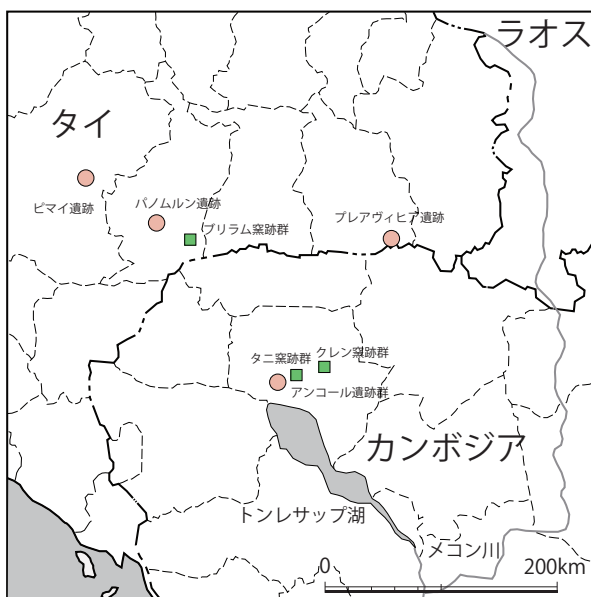 ラオス
タイ
ピマイ遺跡
パノムルン遺跡
ブリラム窯跡群
プレアヴィヒア遺跡
タニ窯跡群
クレン窯跡群
アンコール遺跡群
カンボジア
トンレサップ湖
メコン川
0
200km